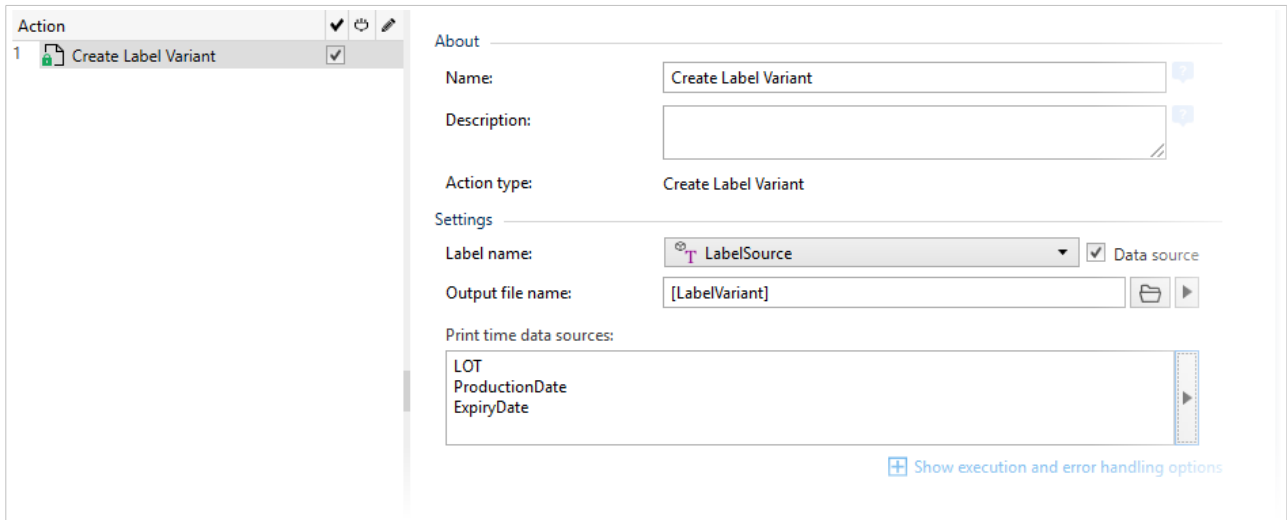 Action
1 Create Label Variant
About
Name: Create Label Variant ?
Description: ?
Action type: Create Label Variant
Settings
Label name: T LabelSource Data source
Output file name: [LabelVariant]
Print time data sources:
LOT
ProductionDate
ExpiryDate
Show execution and error handling options